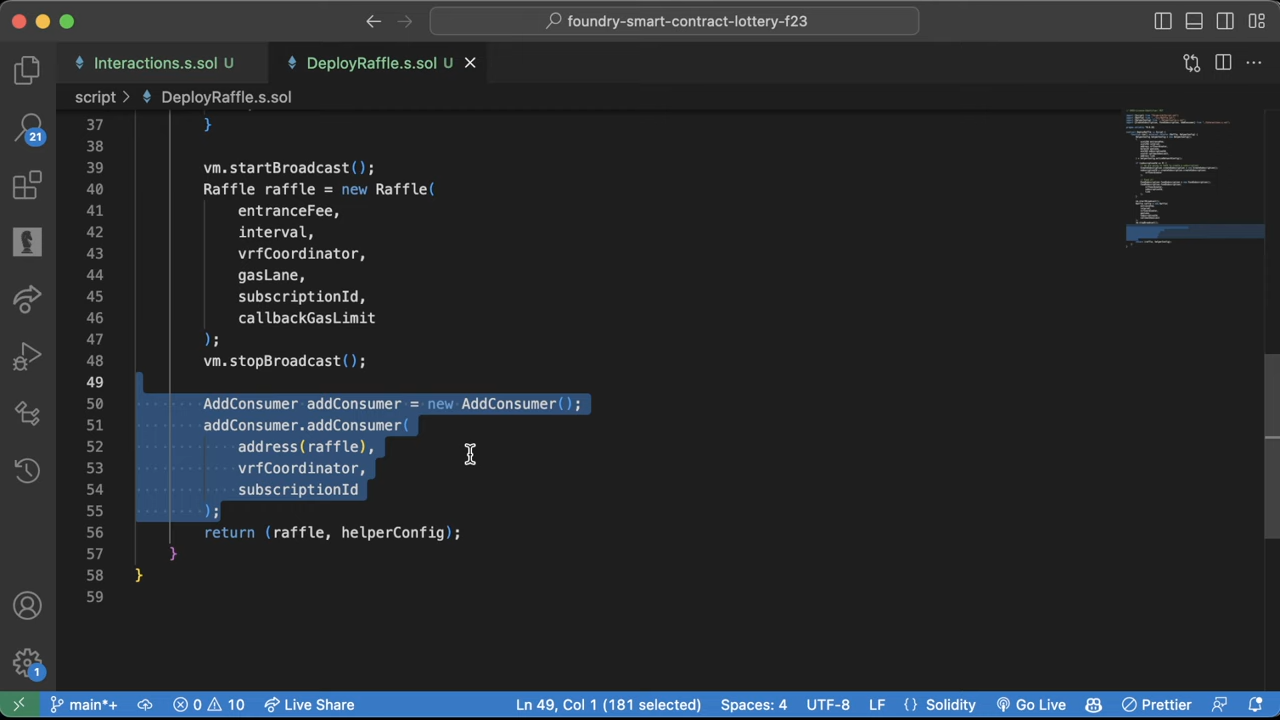 foundry-smart-contract-lottery-f23
Interactions.s.sol U
DeployRaffle.s.sol U
script > DeployRaffle.s.sol
21
37 }
38
39 vm.startBroadcast();
40 Raffle raffle = new Raffle(
41 entranceFee,
42 interval,
43 vrfCoordinator,
44 gasLane,
45 subscriptionId,
46 callbackGasLimit
47 );
48 vm.stopBroadcast();
49
50 AddConsumer addConsumer = new AddConsumer();
51 addConsumer.addConsumer(
52 address(raffle),
53 vrfCoordinator,
54 subscriptionId
55 );
56 return (raffle, helperConfig);
57 }
58 }
59
1
main*+ 0 10 Live Share Ln 49, Col 1 (181 selected) Spaces: 4 UTF-8 LF {} Solidity Go Live Prettier